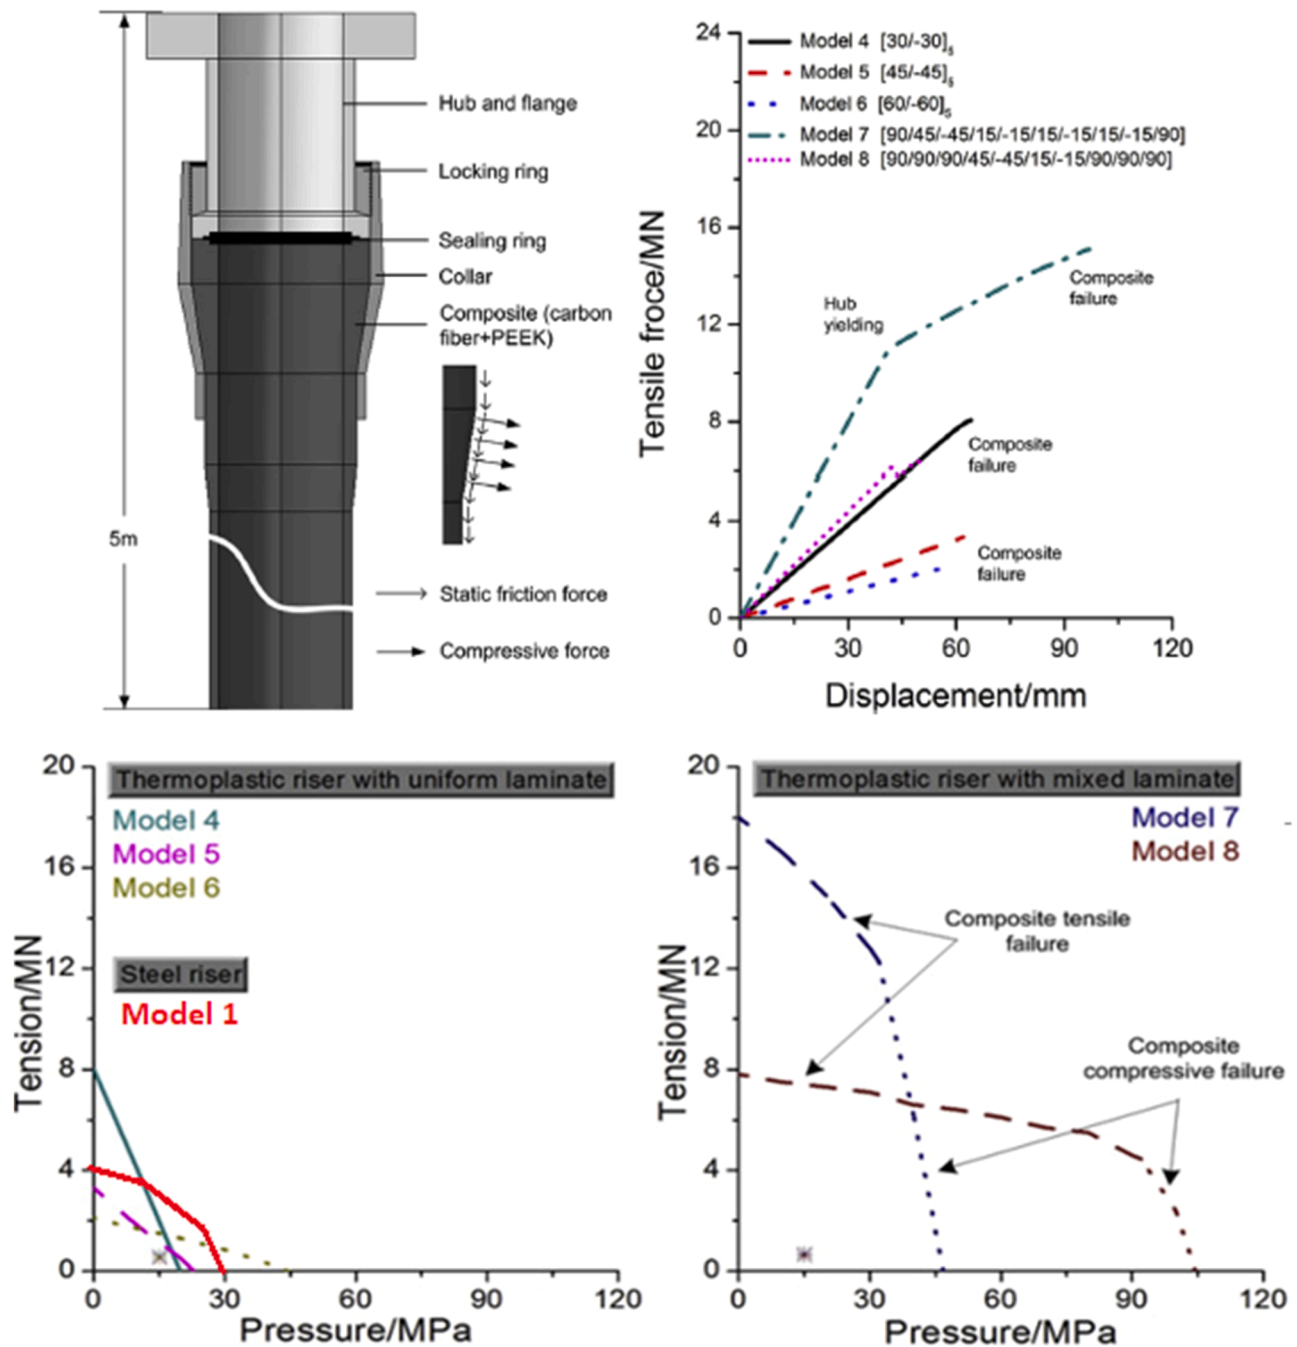 Hub and flange
Locking ring
Sealing ring
Collar
Composite (carbon
fiber+PEEK)
5m
Static friction force
Compressive force
24
20
16
12
8
4
0
Tensile froce/MN
Model 4 [30/-30]5
Model 5 [45/-45]5
Model 6 [60/-60]5
Model 7 [90/45/-45/15/-15/15/-15/15/-15/90]
Model 8 [90/90/90/45/-45/15/-15/90/90/90]
Hub
yielding
Composite
failure
Composite
failure
Composite
failure
0 30 60 90 120
Displacement/mm
20
16
12
8
4
0
Tension/MN
Thermoplastic riser with uniform laminate
Model 4
Model 5
Model 6
Steel riser
Model 1
0 30 60 90 120
Pressure/MPa
20
16
12
8
4
0
Tension/MN
Thermoplastic riser with mixed laminate
Model 7
Model 8
Composite tensile
failure
Composite
compressive failure
0 30 60 90 120
Pressure/MPa